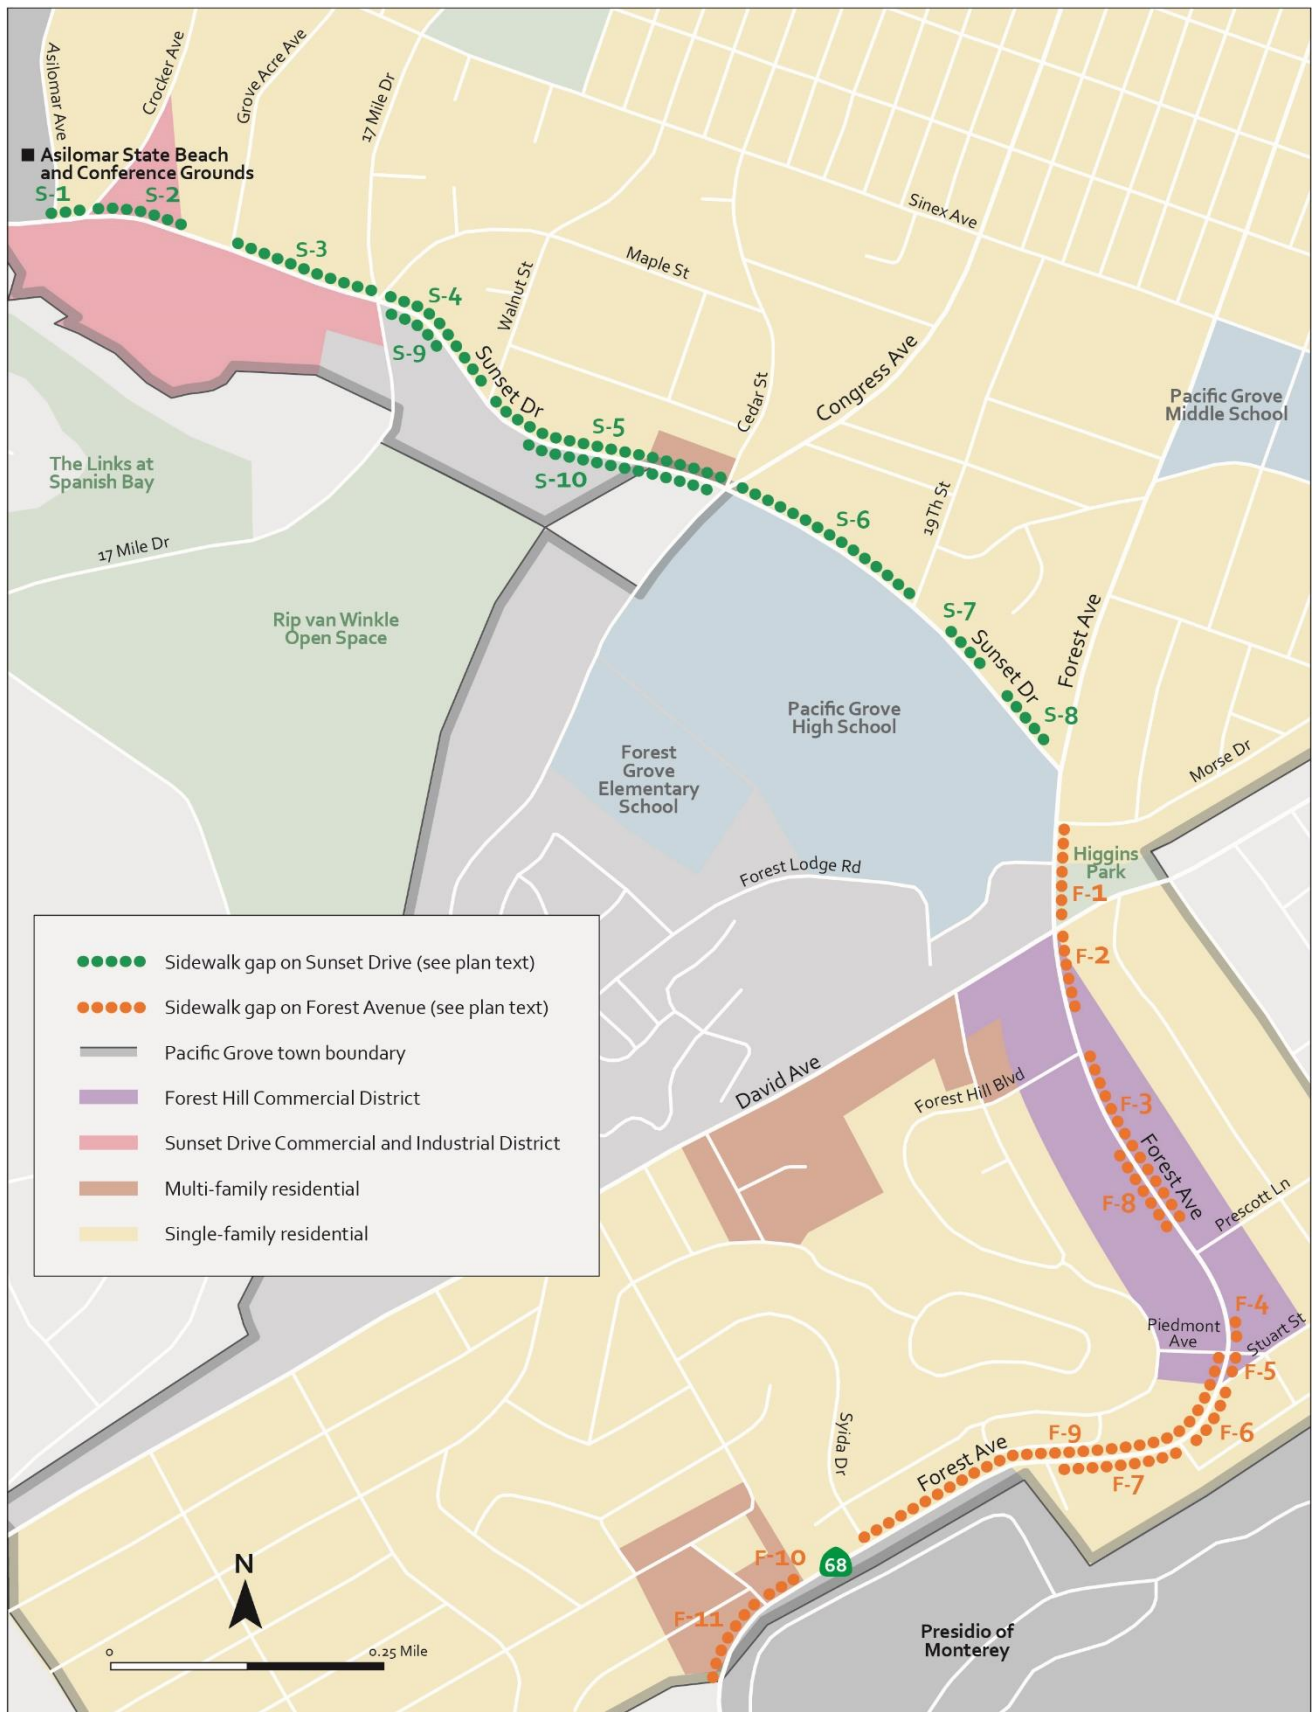 Asilomar Ave
Crocker Ave
Grove Acre Ave
17 Mile Dr
Asilomar State Beach
and Conference Grounds
S-1
S-2
Sinex Ave
S-3
Maple St
Walnut St
S-4
S-9
Sunset Dr
Cedar St
Congress Ave
Pacific Grove
Middle School
S-5
S-10
The Links at
Spanish Bay
17 Mile Dr
S-6
19Th St
Rip van Winkle
Open Space
S-7
Sunset Dr
Forest Ave
S-8
Pacific Grove
High School
Forest
Grove
Elementary
School
Morse Dr
Higgins
Park
Forest Lodge Rd
F-1
F-2
Sidewalk gap on Sunset Drive (see plan text)
Sidewalk gap on Forest Avenue (see plan text)
Pacific Grove town boundary
Forest Hill Commercial District
Sunset Drive Commercial and Industrial District
Multi-family residential
Single-family residential
David Ave
Forest Hill Blvd
F-3
Forest Ave
F-8
Prescott Ln
F-4
Piedmont
Ave
Stuart St
F-5
F-6
F-9
F-7
Syida Dr
Forest Ave
F-10
68
F-11
N
0
0.25 Mile
Presidio of
Monterey